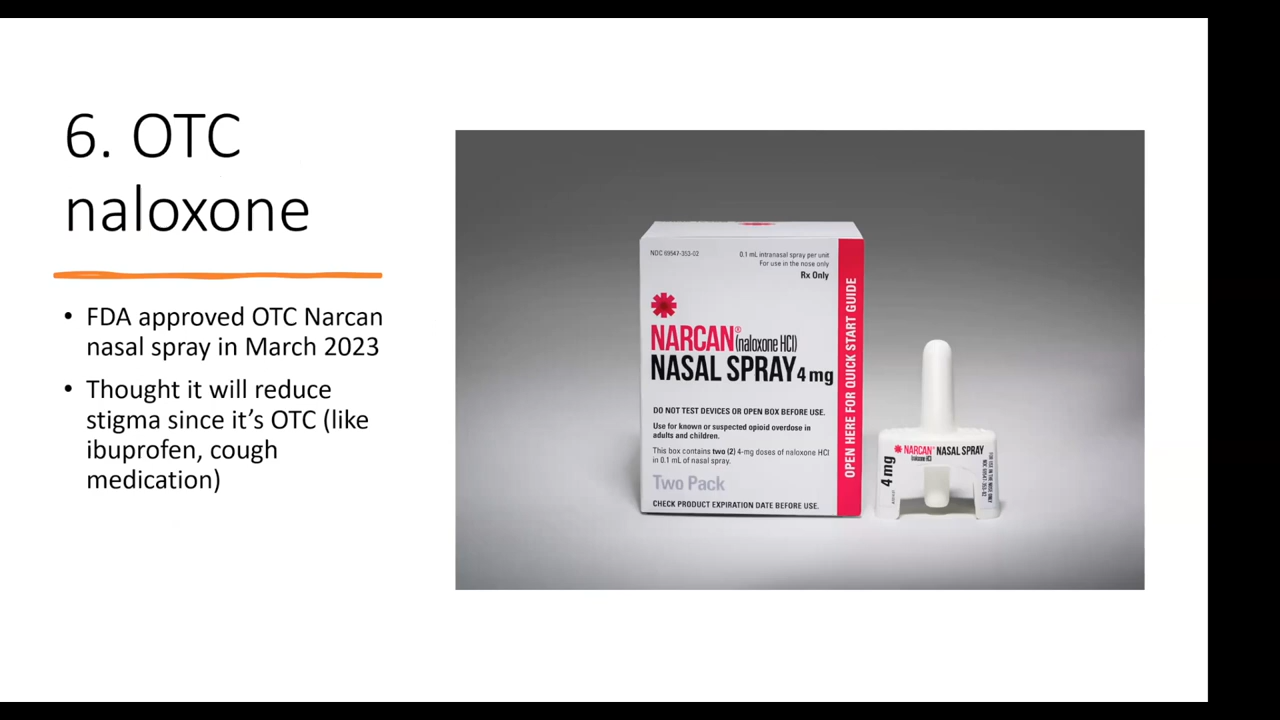 6. OTC
naloxone
• FDA approved OTC Narcan
nasal spray in March 2023
• Thought it will reduce
stigma since it’s OTC (like
ibuprofen, cough
medication)
NDC 69547-353-02
0.1 mL intranasal spray per unit
For use in the nose only
Rx Only
NARCAN® (naloxone HCl)
NASAL SPRAY 4 mg
DO NOT TEST DEVICES OR OPEN BOX BEFORE USE.
Use for known or suspected opioid overdose in
adults and children.
This box contains two (2) 4-mg doses of naloxone HCl
in 0.1 mL of nasal spray.
Two Pack
CHECK PRODUCT EXPIRATION DATE BEFORE USE.
OPEN HERE FOR QUICK START GUIDE
NARCAN® NASAL SPRAY
naloxone HCl
4 mg